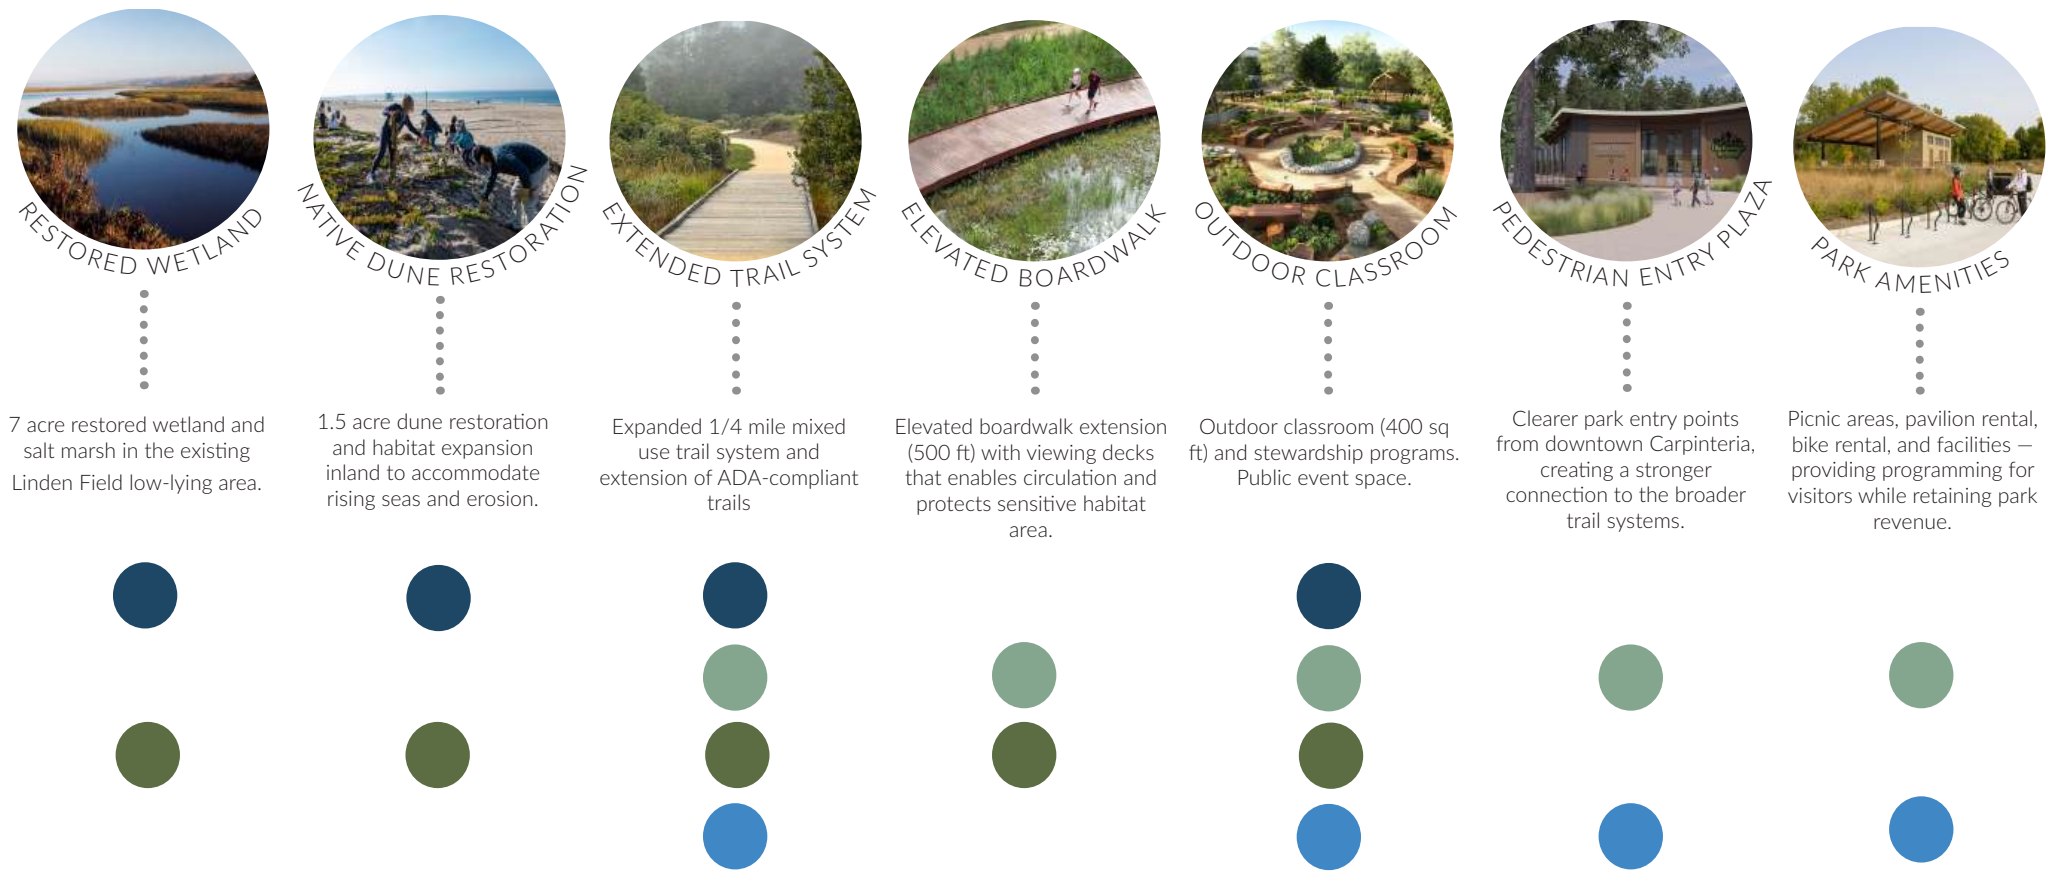 RESTORED WETLAND
NATIVE DUNE RESTORATION
EXTENDED TRAIL SYSTEM
ELEVATED BOARDWALK
OUTDOOR CLASSROOM
PEDESTRIAN ENTRY PLAZA
PARK AMENITIES
7 acre restored wetland and
salt marsh in the existing
Linden Field low-lying area.
1.5 acre dune restoration
and habitat expansion
inland to accommodate
rising seas and erosion.
Expanded 1/4 mile mixed
use trail system and
extension of ADA-compliant
trails
Elevated boardwalk extension
(500 ft) with viewing decks
that enables circulation and
protects sensitive habitat
area.
Outdoor classroom (400 sq
ft) and stewardship programs.
Public event space.
Clearer park entry points
from downtown Carpinteria,
creating a stronger
connection to the broader
trail systems.
Picnic areas, pavilion rental,
bike rental, and facilities —
providing programming for
visitors while retaining park
revenue.